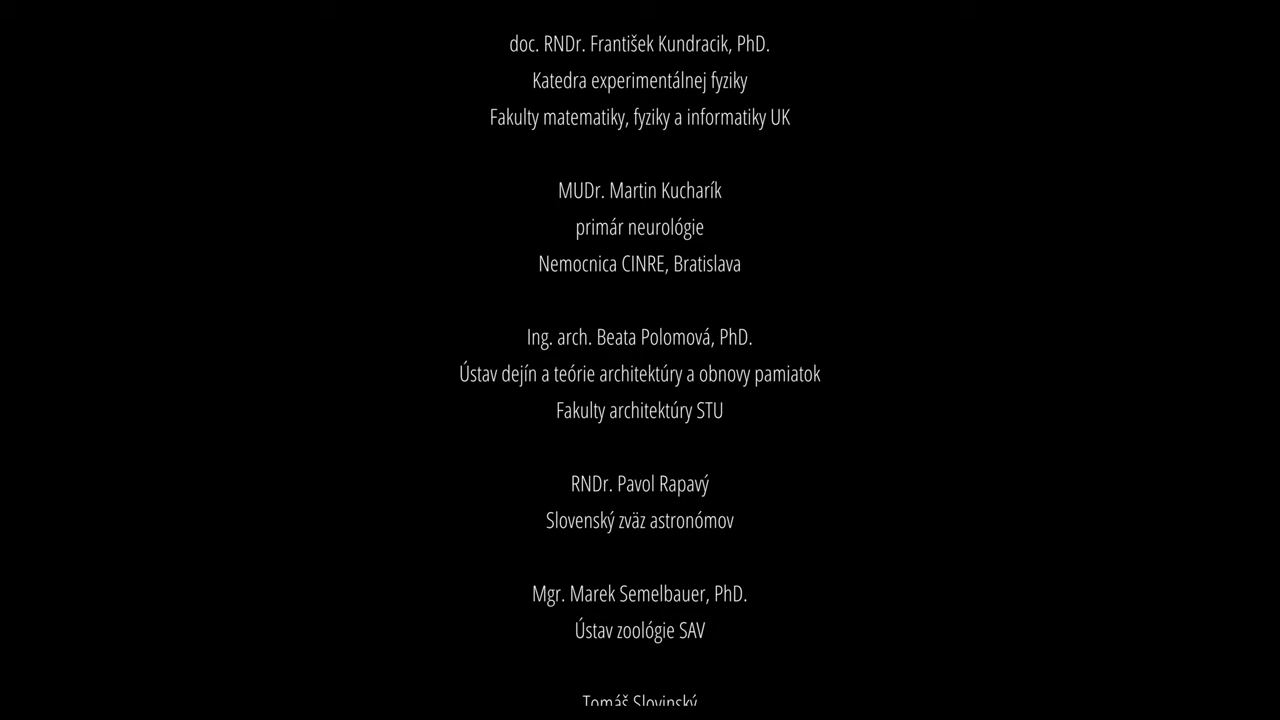 doc. RNDr. František Kundracik, PhD.
Katedra experimentálnej fyziky
Fakulty matematiky, fyziky a informatiky UK
MUDr. Martin Kucharík
primár neurológie
Nemocnica CINRE, Bratislava
Ing. arch. Beata Polomová, PhD.
Ústav dejín a teórie architektúry a obnovy pamiatok
Fakulty architektúry STU
RNDr. Pavol Rapavý
Slovenský zväz astronómov
Mgr. Marek Semelbauer, PhD.
Ústav zoológie SAV
Tomáš Slovinský